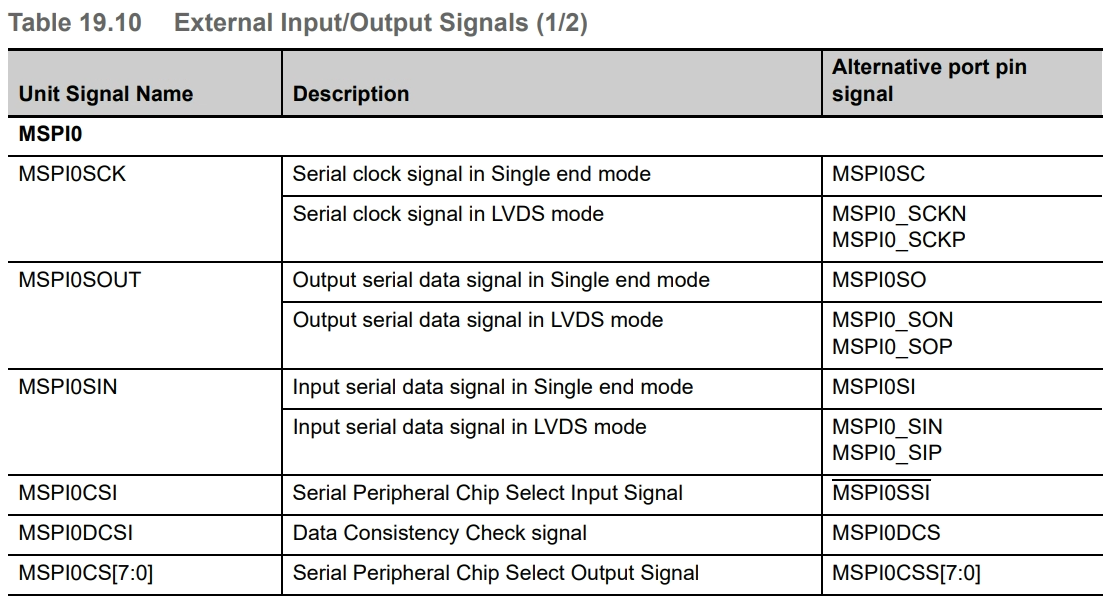 Table 19.10 External Input/Output Signals (1/2)
Unit Signal Name Description Alternative port pin signal
MSPI0
MSPI0SCK Serial clock signal in Single end mode MSPI0SC
Serial clock signal in LVDS mode MSPI0_SCKN
MSPI0_SCKP
MSPI0SOUT Output serial data signal in Single end mode MSPI0SO
Output serial data signal in LVDS mode MSPI0_SON
MSPI0_SOP
MSPI0SIN Input serial data signal in Single end mode MSPI0SI
Input serial data signal in LVDS mode MSPI0_SIN
MSPI0_SIP
MSPI0CSI Serial Peripheral Chip Select Input Signal MSPI0SSI
MSPI0DCSI Data Consistency Check signal MSPI0DCS
MSPI0CS[7:0] Serial Peripheral Chip Select Output Signal MSPI0CSS[7:0]